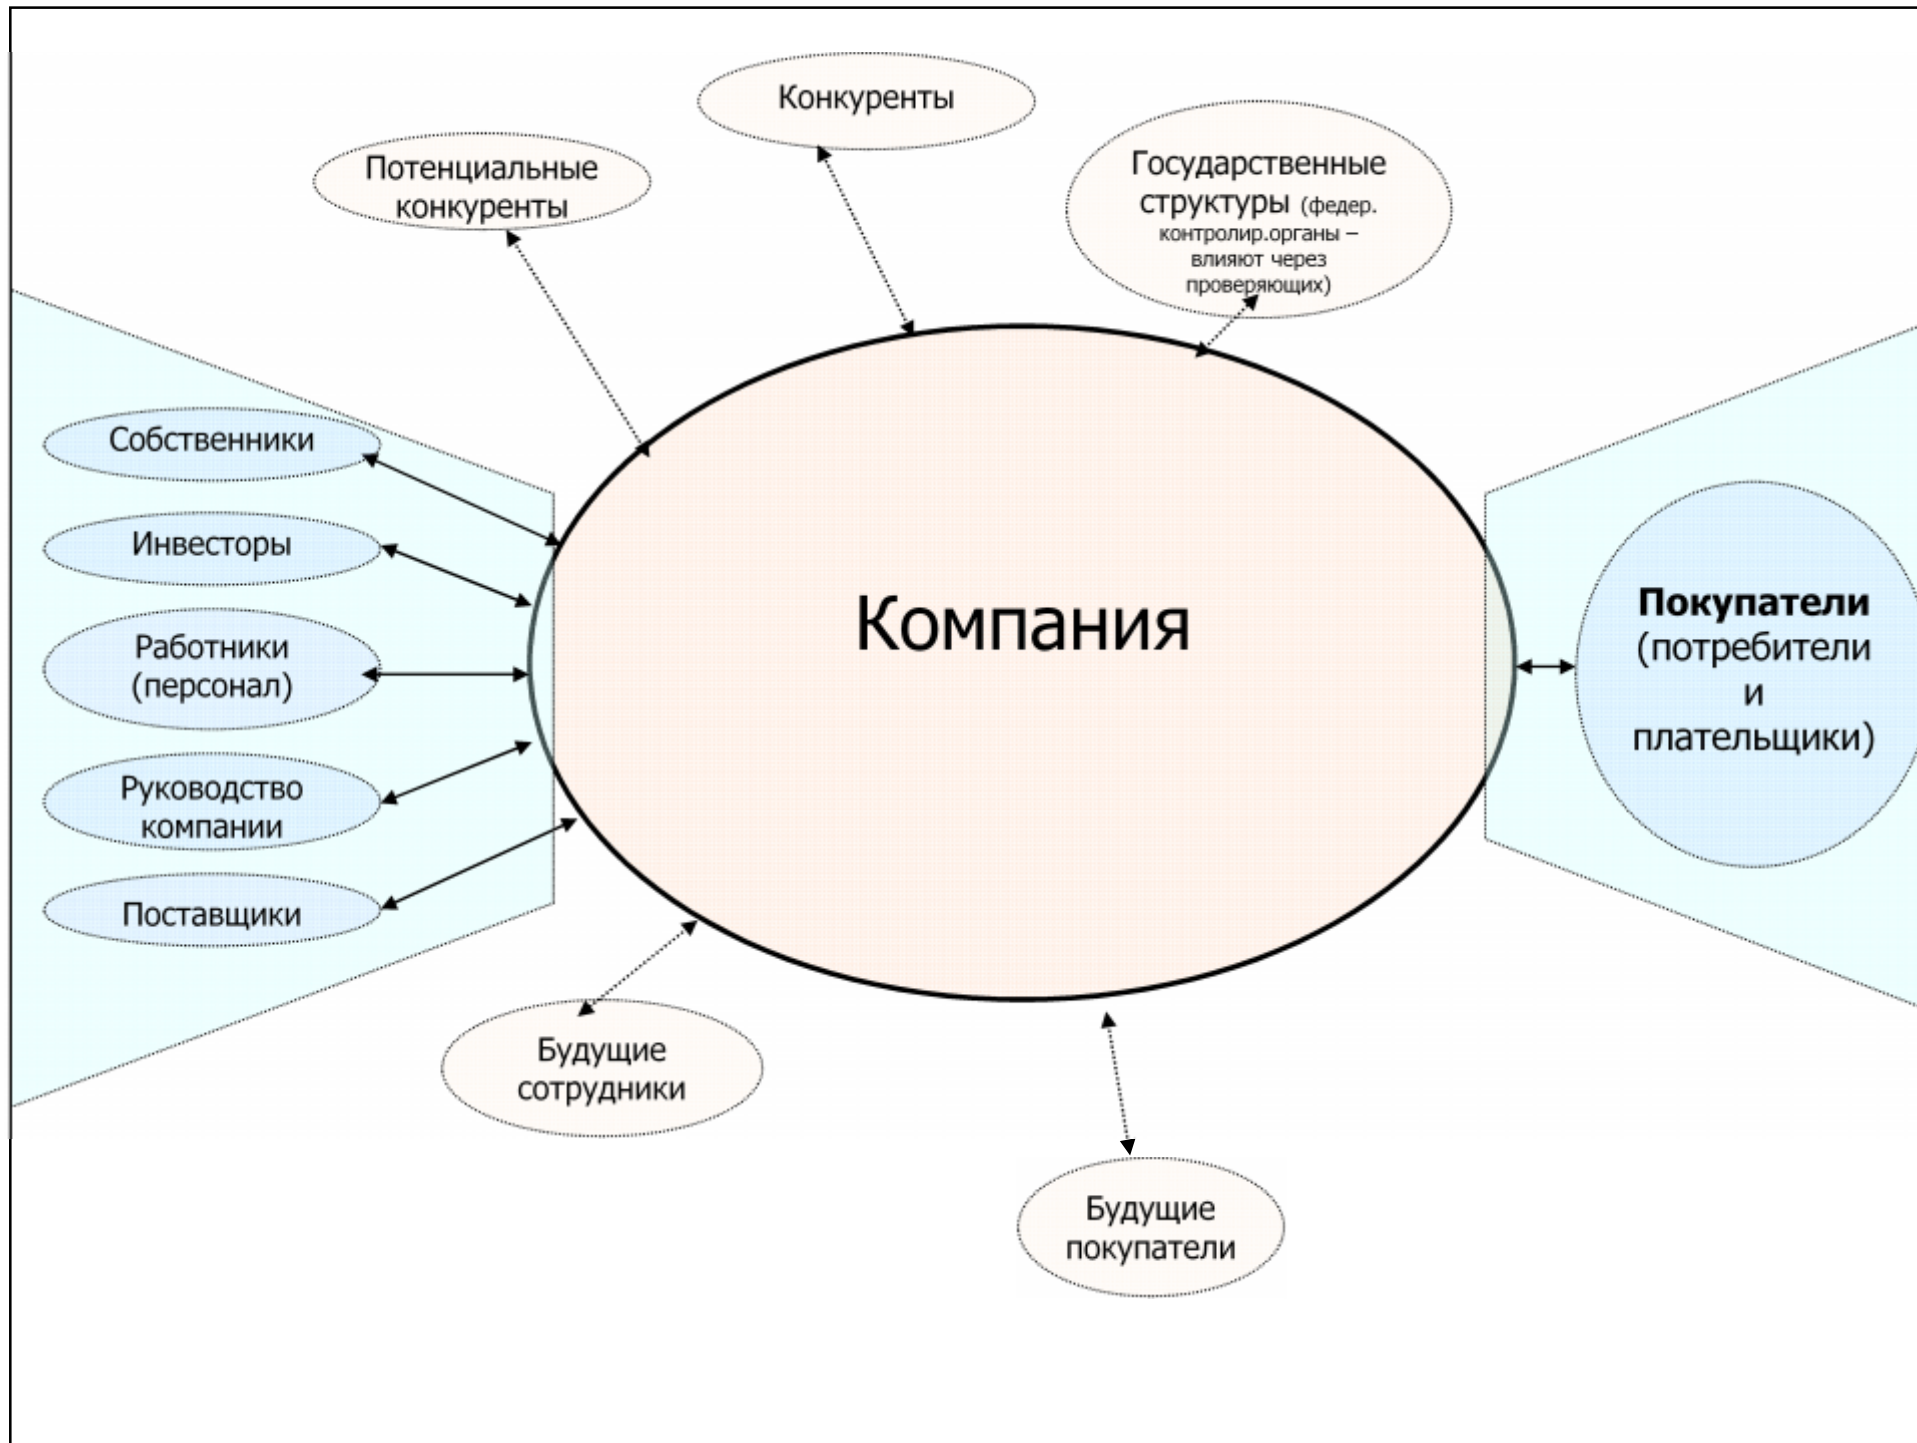 Конкуренты
Потенциальные
конкуренты
Государственные
структуры (федер.
контролир.органы –
влияют через
проверяющих)
Собственники
Инвесторы
Работники
(персонал)
Руководство
компании
Поставщики
Компания
Покупатели
(потребители
и
плательщики)
Будущие
сотрудники
Будущие
покупатели